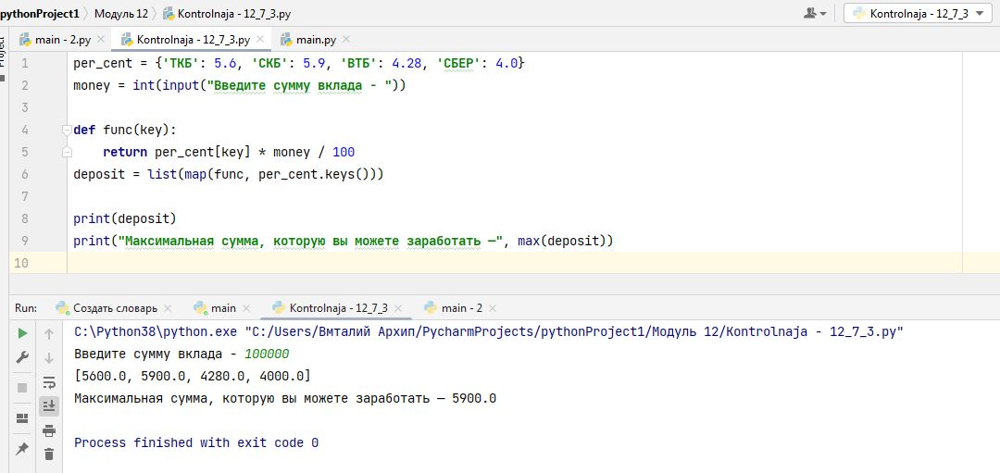 pythonProject1 〉 Модуль 12 〉 Kontrolnaja - 12_7_3.py
Kontrolnaja - 12_7_3
Project
main - 2.py
Kontrolnaja - 12_7_3.py
main.py
1 per_cent = {'ТКБ': 5.6, 'СКБ': 5.9, 'ВТБ': 4.28, 'СБЕР': 4.0}
2 money = int(input("Введите сумму вклада - "))
3
4 def func(key):
5     return per_cent[key] * money / 100
6 deposit = list(map(func, per_cent.keys()))
7
8 print(deposit)
9 print("Максимальная сумма, которую вы можете заработать —", max(deposit))
10
Run: Создать словарь main Kontrolnaja - 12_7_3 main - 2
C:\Python38\python.exe "C:/Users/Вмталий Архип/PycharmProjects/pythonProject1/Модуль 12/Kontrolnaja - 12_7_3.py"
Введите сумму вклада - 100000
[5600.0, 5900.0, 4280.0, 4000.0]
Максимальная сумма, которую вы можете заработать — 5900.0
Process finished with exit code 0